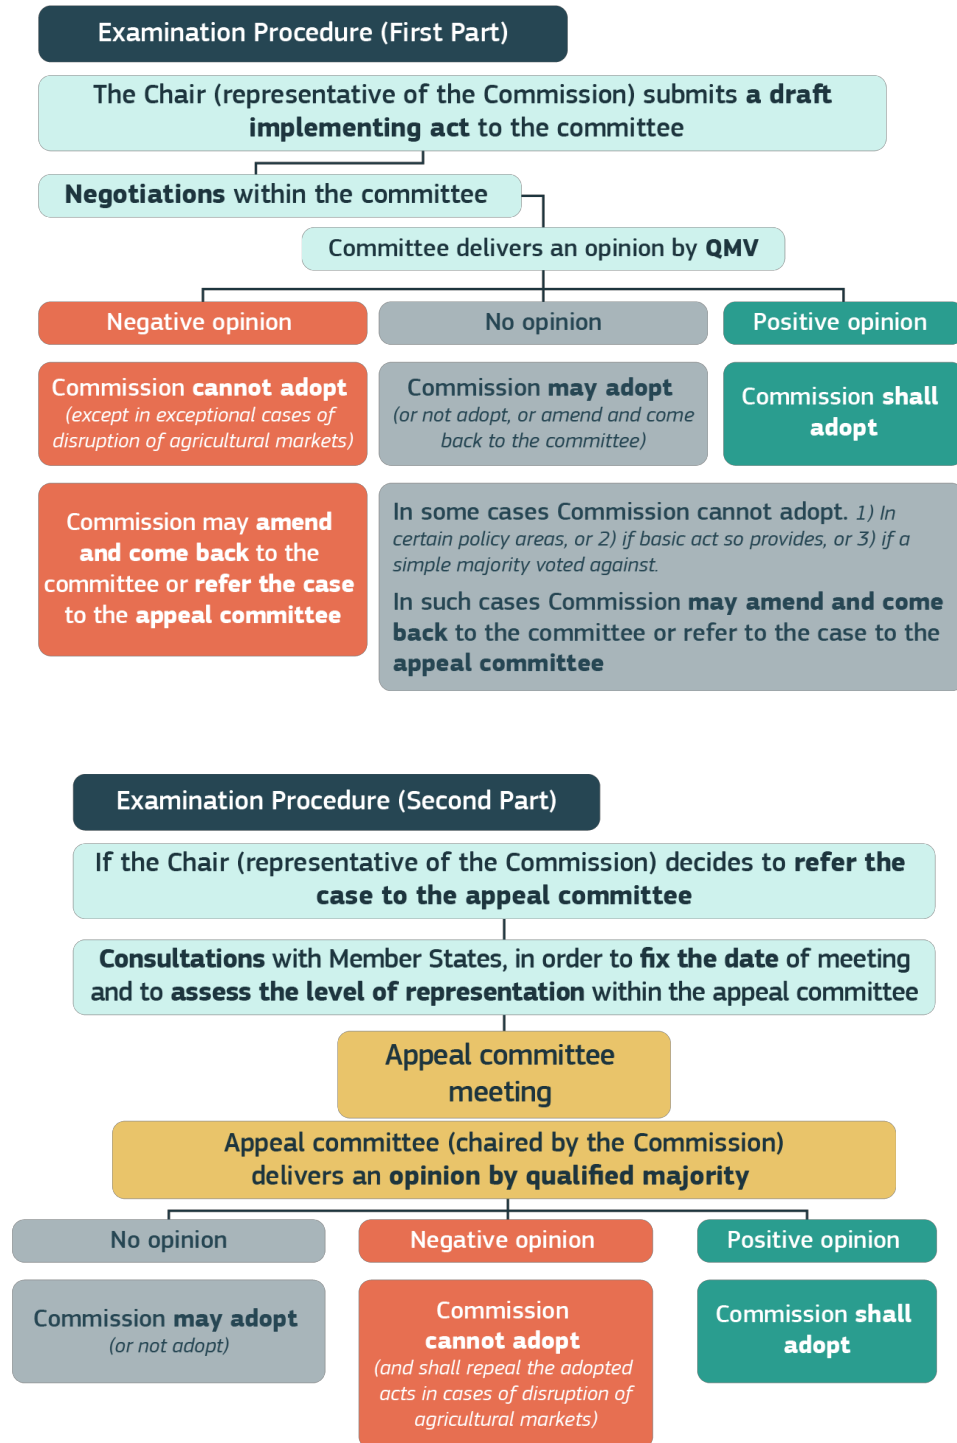 Examination Procedure (First Part)
The Chair (representative of the Commission) submits a draft
implementing act to the committee
Negotiations within the committee
Committee delivers an opinion by QMV
Negative opinion
No opinion
Positive opinion
Commission cannot adopt
(except in exceptional cases of
disruption of agricultural markets)
Commission may adopt
(or not adopt, or amend and come
back to the committee)
Commission shall
adopt
Commission may amend
and come back to the
committee or refer the case
to the appeal committee
In some cases Commission cannot adopt. 1) In
certain policy areas, or 2) if basic act so provides, or 3) if a
simple majority voted against.
In such cases Commission may amend and come
back to the committee or refer to the case to the
appeal committee
Examination Procedure (Second Part)
If the Chair (representative of the Commission) decides to refer the
case to the appeal committee
Consultations with Member States, in order to fix the date of meeting
and to assess the level of representation within the appeal committee
Appeal committee
meeting
Appeal committee (chaired by the Commission)
delivers an opinion by qualified majority
No opinion
Negative opinion
Positive opinion
Commission may adopt
(or not adopt)
Commission
cannot adopt
(and shall repeal the adopted
acts in cases of disruption of
agricultural markets)
Commission shall
adopt